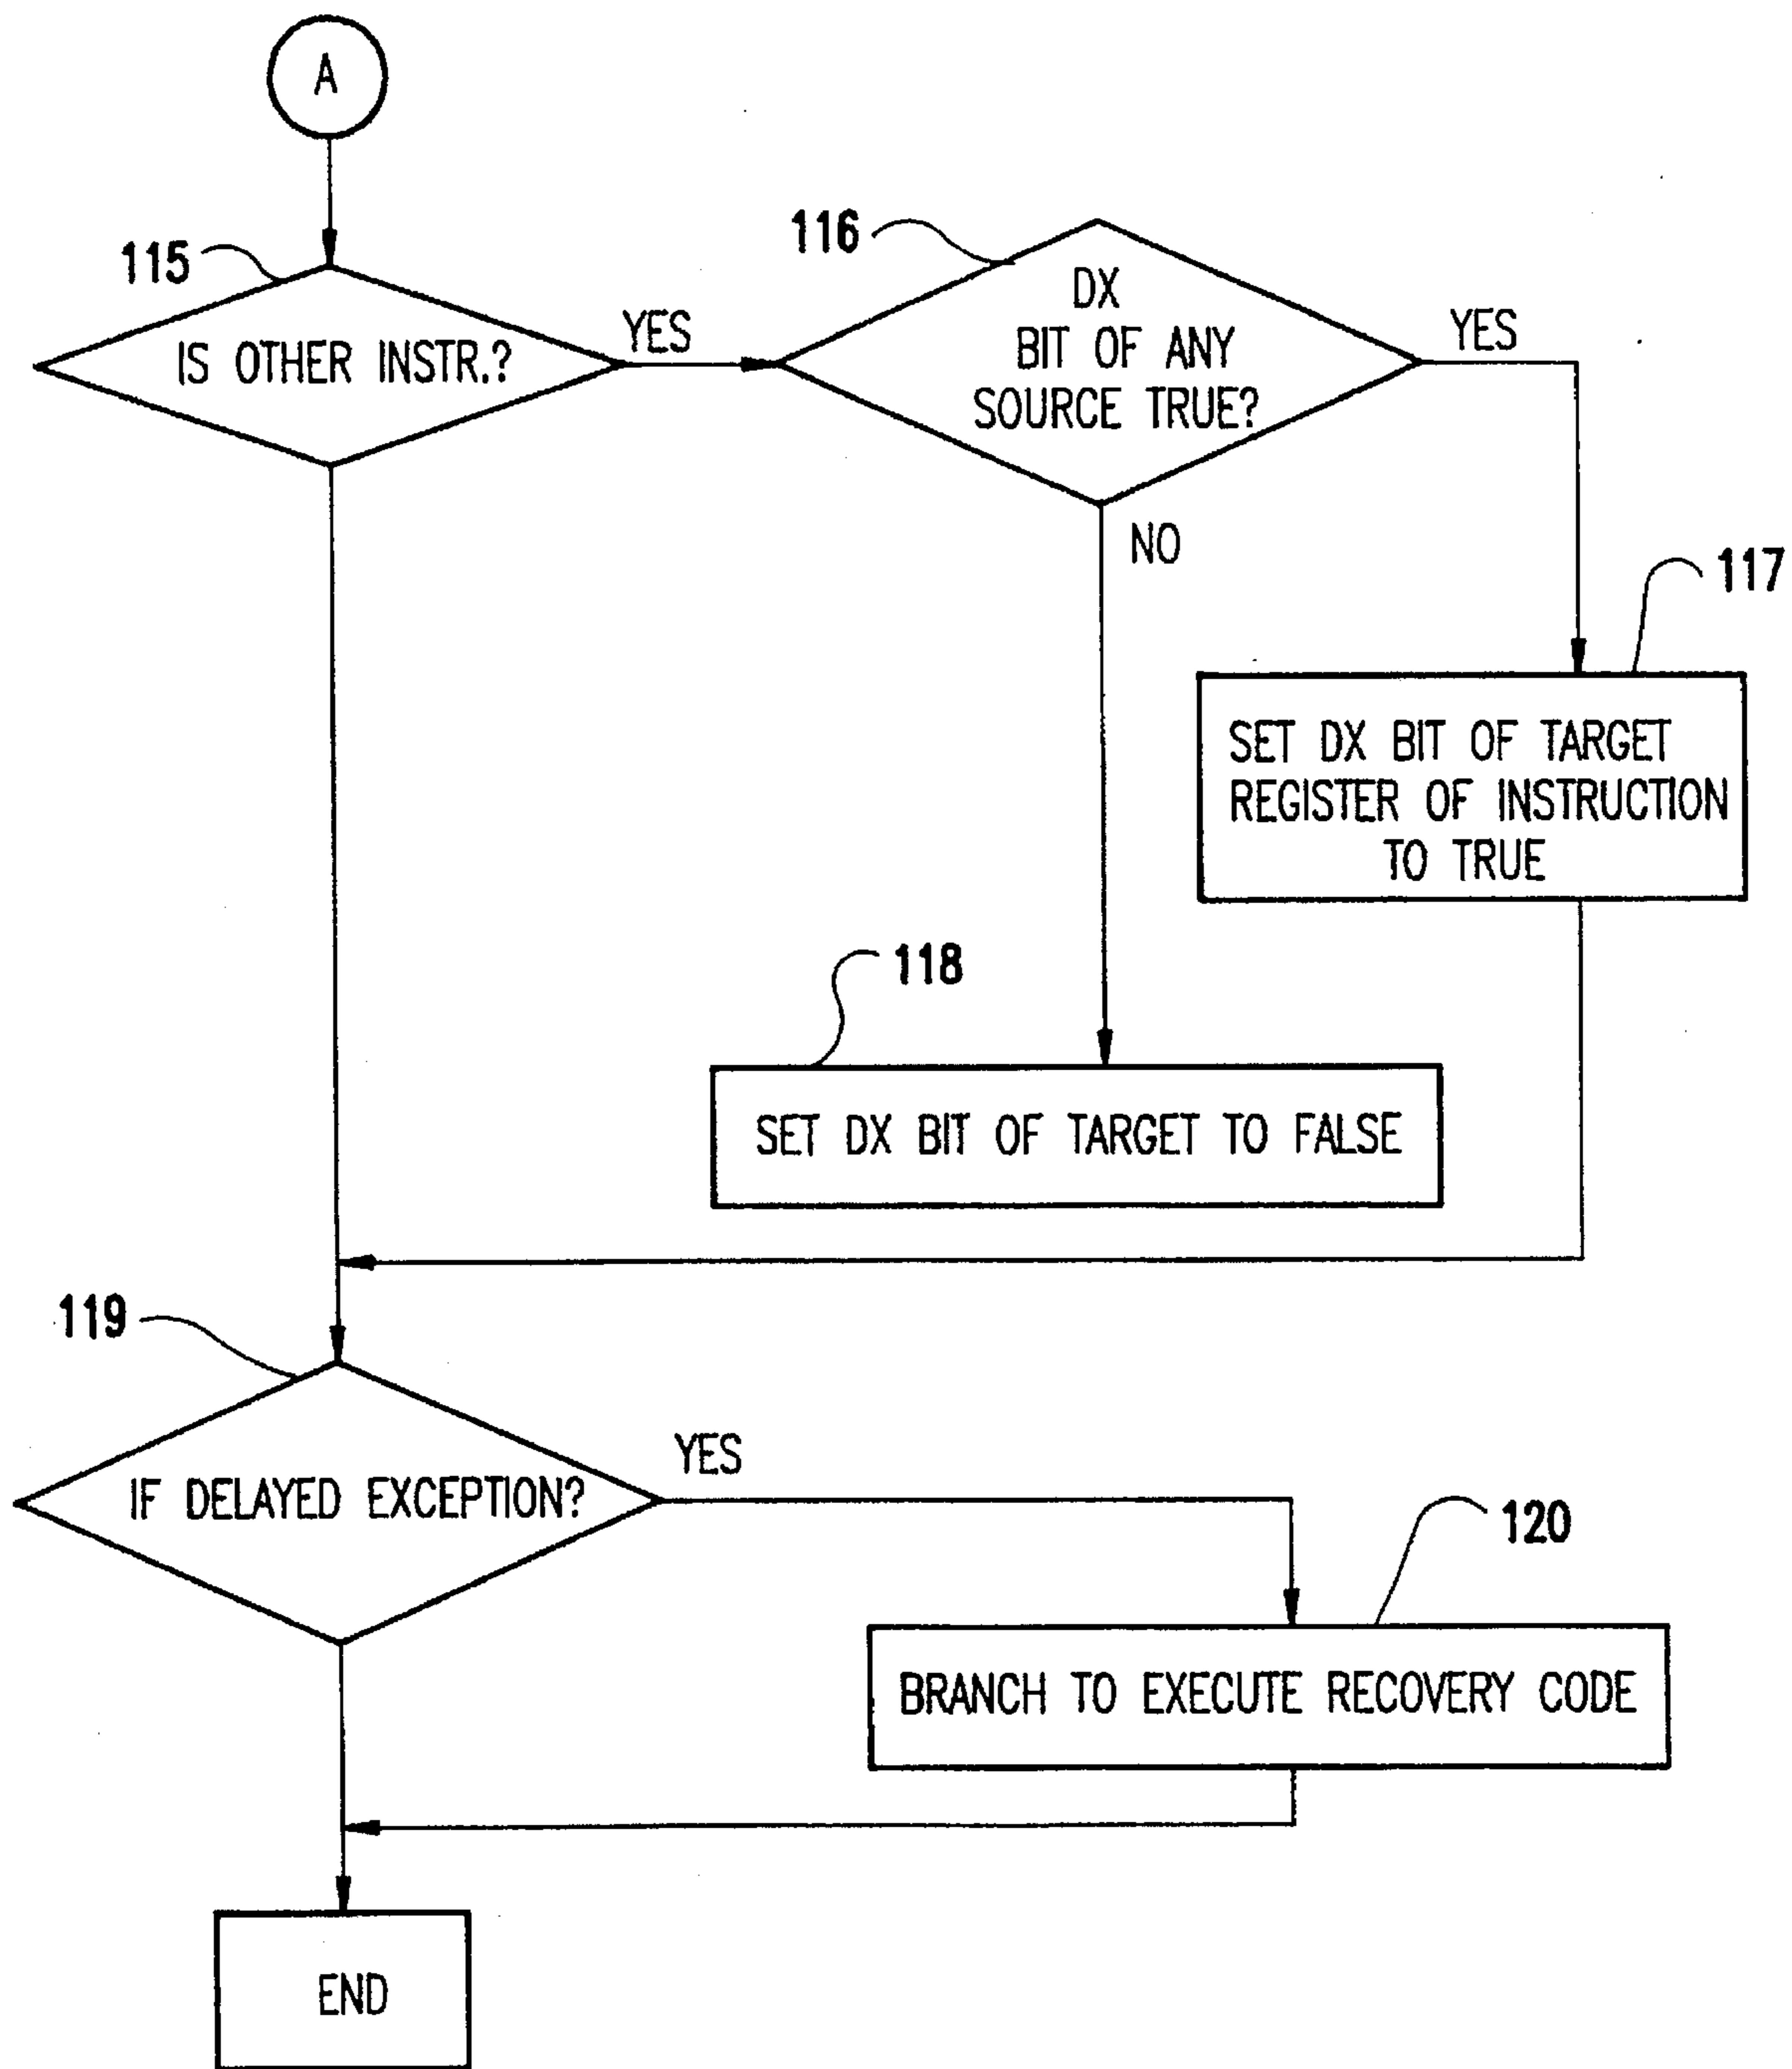 A
115
IS OTHER INSTR.?
YES
116
DX
BIT OF ANY
SOURCE TRUE?
YES
NO
117
SET DX BIT OF TARGET
REGISTER OF INSTRUCTION
TO TRUE
118
SET DX BIT OF TARGET TO FALSE
119
IF DELAYED EXCEPTION?
YES
120
BRANCH TO EXECUTE RECOVERY CODE
END